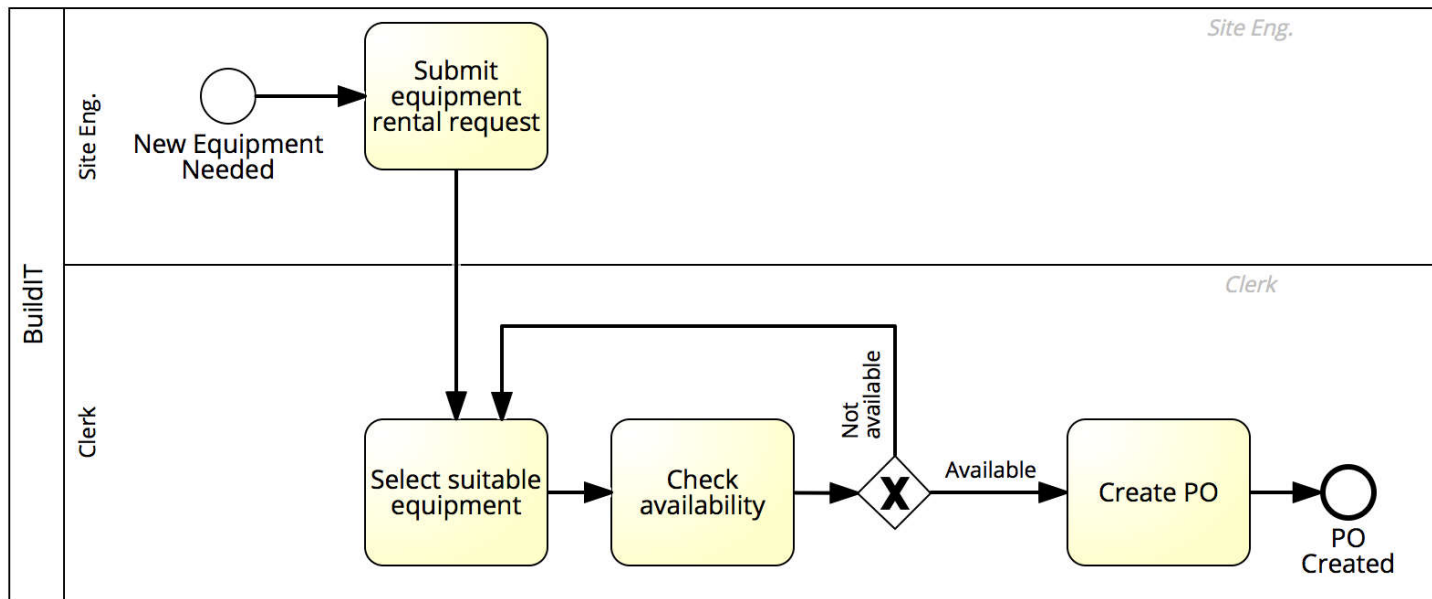 BuildIT
Site Eng.
Site Eng.
New Equipment
Needed
Submit
equipment
rental request
Clerk
Clerk
Select suitable
equipment
Check
availability
Not
available
X
Available
Create PO
PO
Created